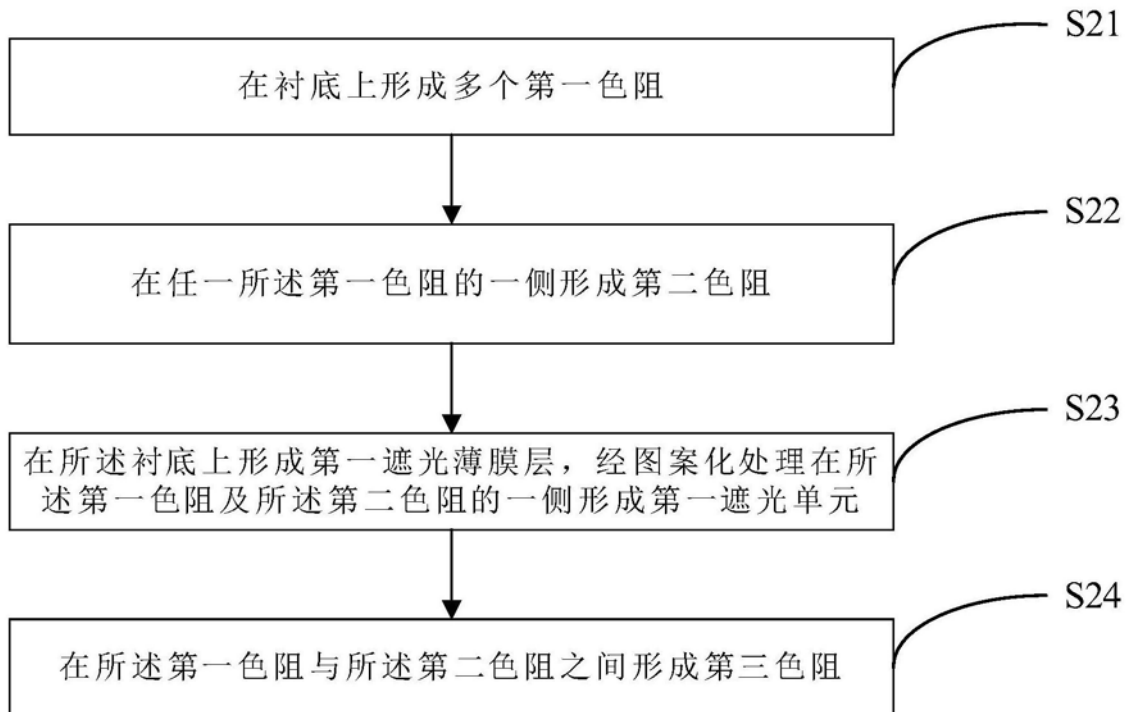 S21
在衬底上形成多个第一色阻
S22
在任一所述第一色阻的一侧形成第二色阻
S23
在所述衬底上形成第一遮光薄膜层，经图案化处理在所
述第一色阻及所述第二色阻的一侧形成第一遮光单元
S24
在所述第一色阻与所述第二色阻之间形成第三色阻